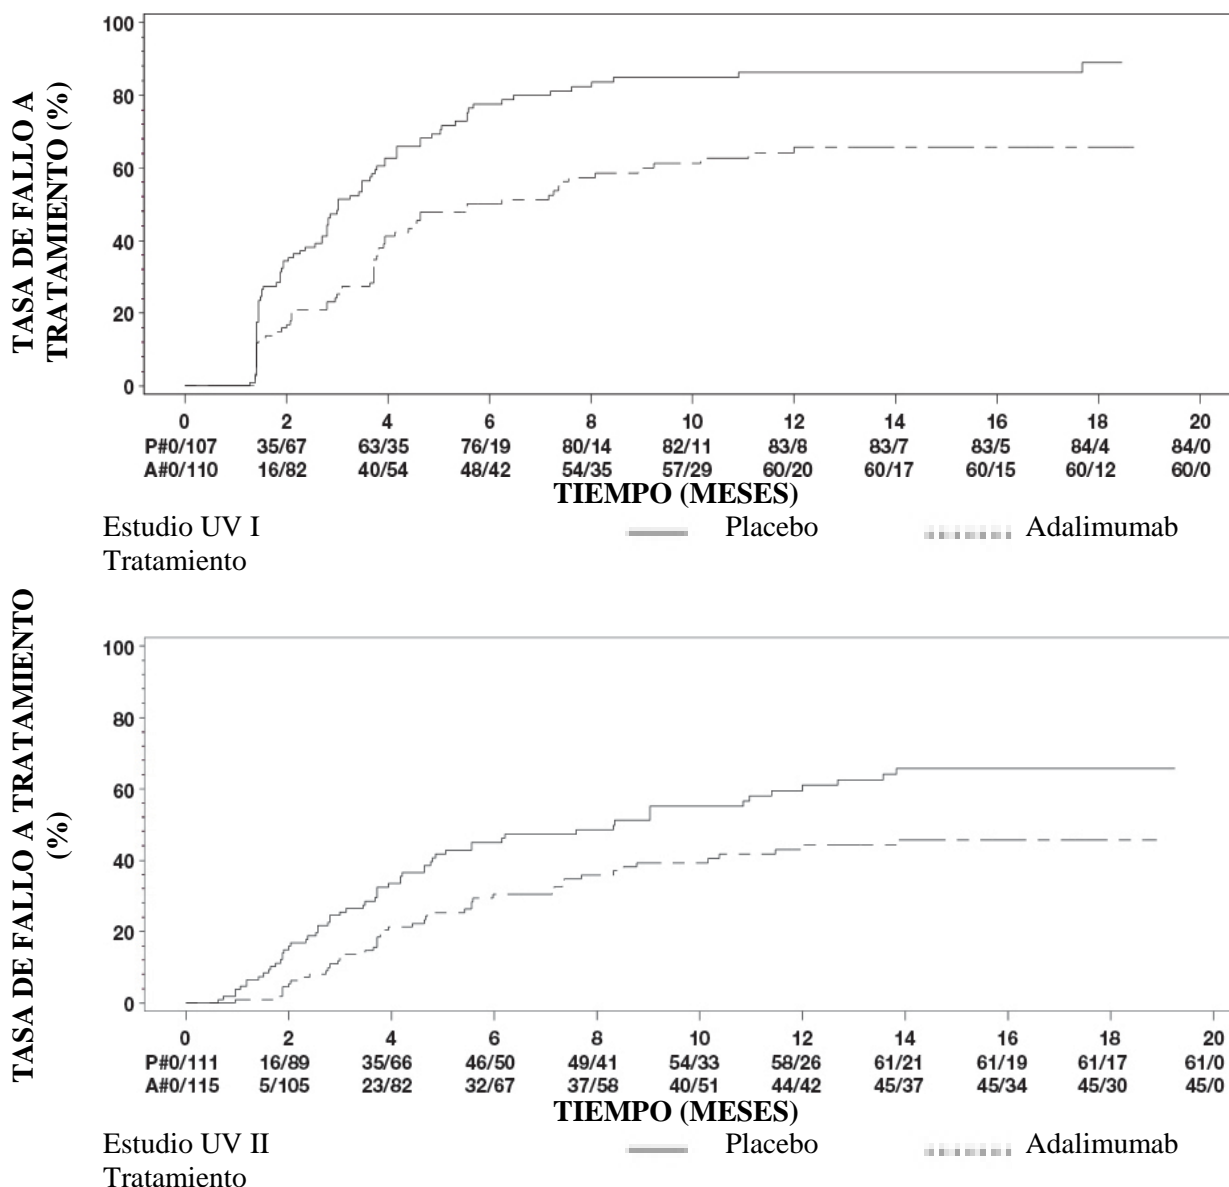 TASA DE FALLO A
TRATAMIENTO (%)
100
80
60
40
20
0
0 2 4 6 8 10 12 14 16 18 20
P#0/107 35/67 63/35 76/19 80/14 82/11 83/8 83/7 83/5 84/4 84/0
A#0/110 16/82 40/54 48/42 54/35 57/29 60/20 60/17 60/15 60/12 60/0
TIEMPO (MESES)
Estudio UV I Placebo Adalimumab
Tratamiento
TASA DE FALLO A TRATAMIENTO
(%)
100
80
60
40
20
0
0 2 4 6 8 10 12 14 16 18 20
P#0/111 16/89 35/66 46/50 49/41 54/33 58/26 61/21 61/19 61/17 61/0
A#0/115 5/105 23/82 32/67 37/58 40/51 44/42 45/37 45/34 45/30 45/0
TIEMPO (MESES)
Estudio UV II Placebo Adalimumab
Tratamiento